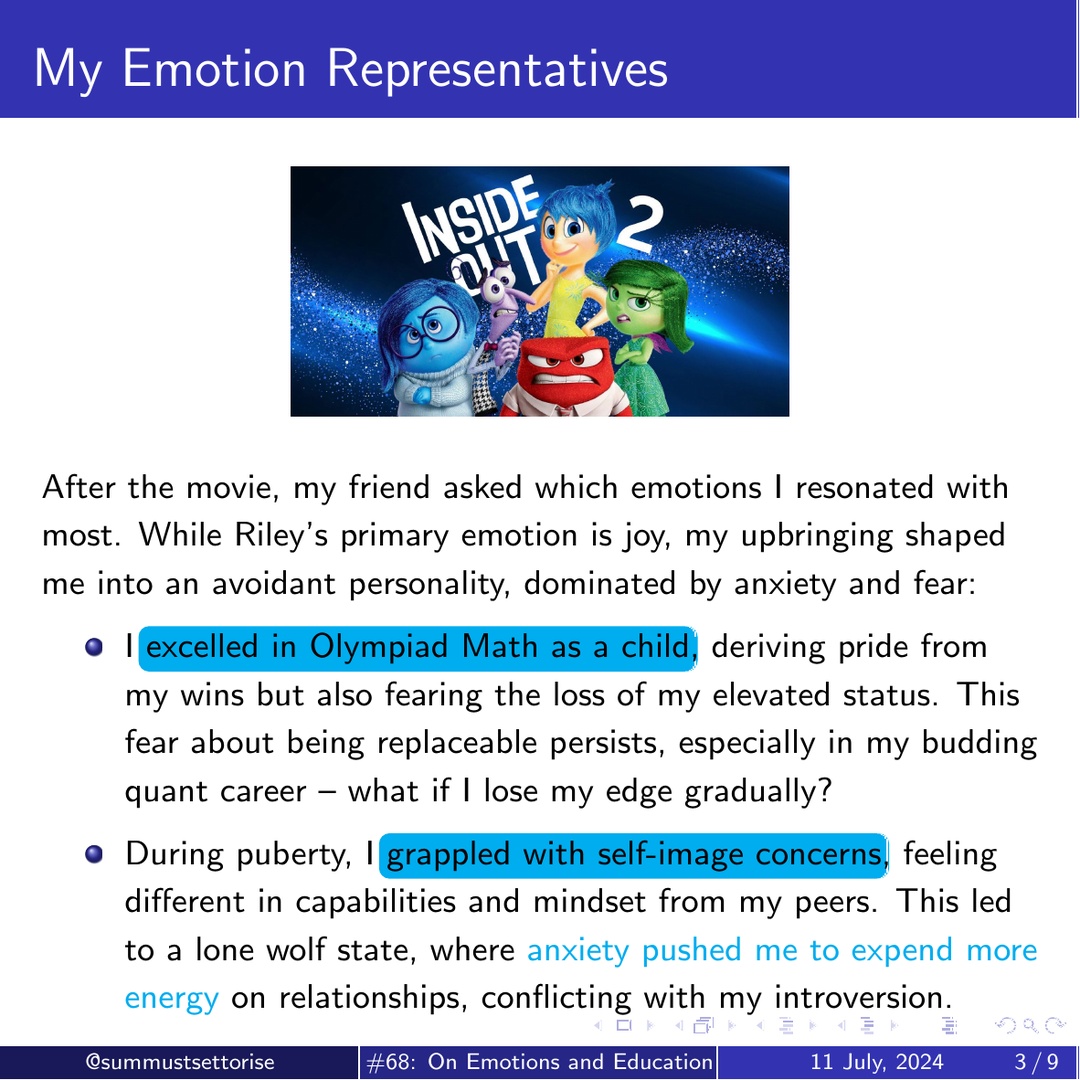 My Emotion Representatives
INSIDE
OUT 2
After the movie, my friend asked which emotions I resonated with
most. While Riley's primary emotion is joy, my upbringing shaped
me into an avoidant personality, dominated by anxiety and fear:
I excelled in Olympiad Math as a child, deriving pride from
my wins but also fearing the loss of my elevated status. This
fear about being replaceable persists, especially in my budding
quant career – what if I lose my edge gradually?
During puberty, I grappled with self-image concerns, feeling
different in capabilities and mindset from my peers. This led
to a lone wolf state, where anxiety pushed me to expend more
energy on relationships, conflicting with my introversion.
@summustsettorise #68: On Emotions and Education 11 July, 2024 3 / 9